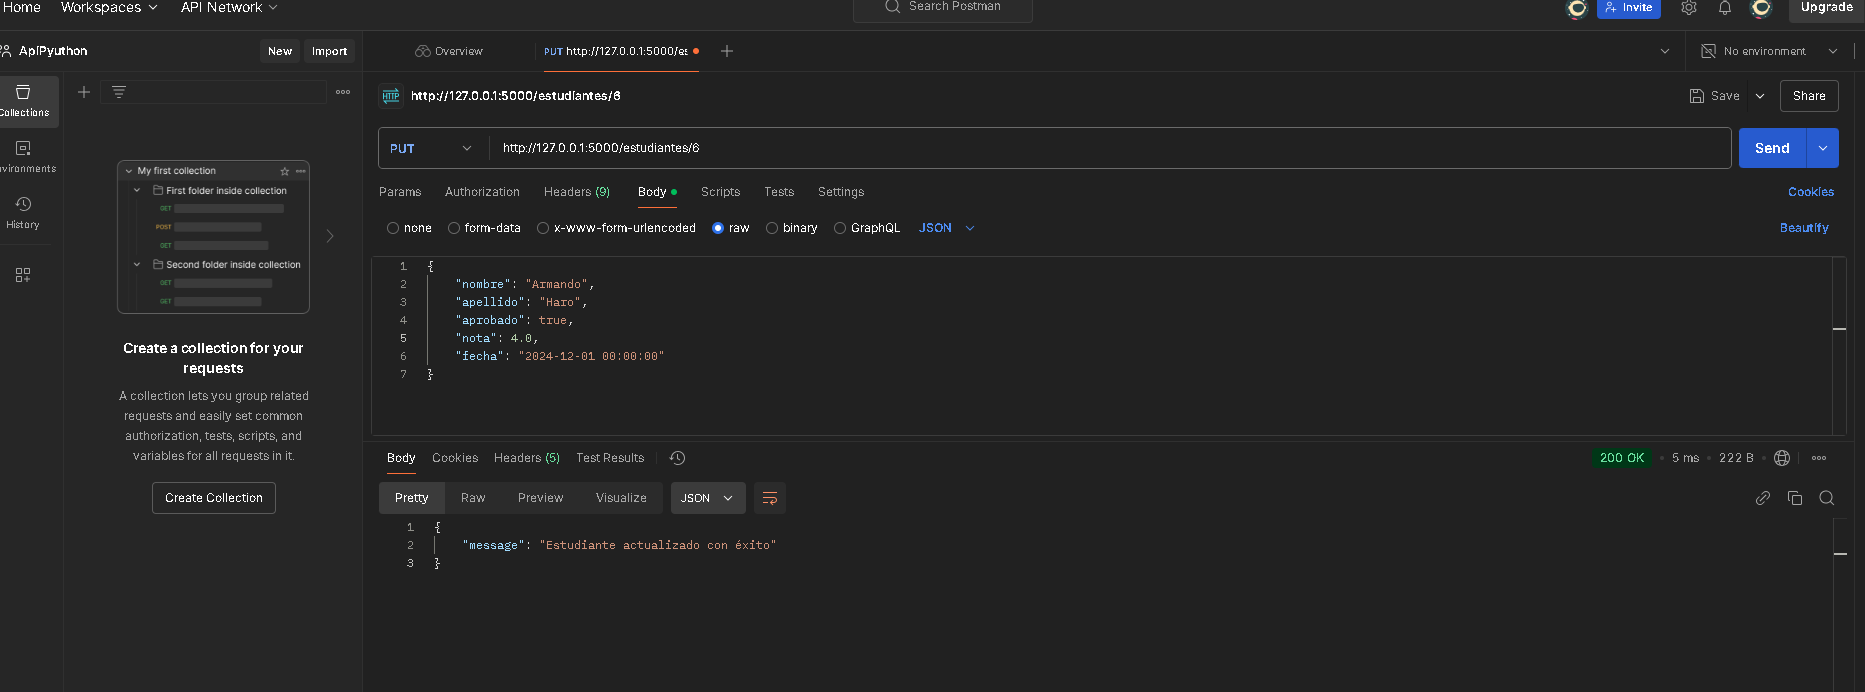 Home Workspaces API Network Search Postman Invite Upgrade
ApiPyuthon New Import Overview PUT http://127.0.0.1:5000/es No environment
Collections
HTTP http://127.0.0.1:5000/estudiantes/6 Save Share
PUT http://127.0.0.1:5000/estudiantes/6 Send
vironments
History
Params Authorization Headers (9) Body Scripts Tests Settings Cookies
none form-data x-www-form-urlencoded raw binary GraphQL JSON Beautify
My first collection
First folder inside collection
GET
POST
GET
Second folder inside collection
GET
GET
Create a collection for your
requests
A collection lets you group related
requests and easily set common
authorization, tests, scripts, and
variables for all requests in it.
Create Collection
1 {
2 "nombre": "Armando",
3 "apellido": "Haro",
4 "aprobado": true,
5 "nota": 4.0,
6 "fecha": "2024-12-01 00:00:00"
7 }
Body Cookies Headers (5) Test Results 200 OK 5 ms 222 B
Pretty Raw Preview Visualize JSON
1 {
2 "message": "Estudiante actualizado con éxito"
3 }